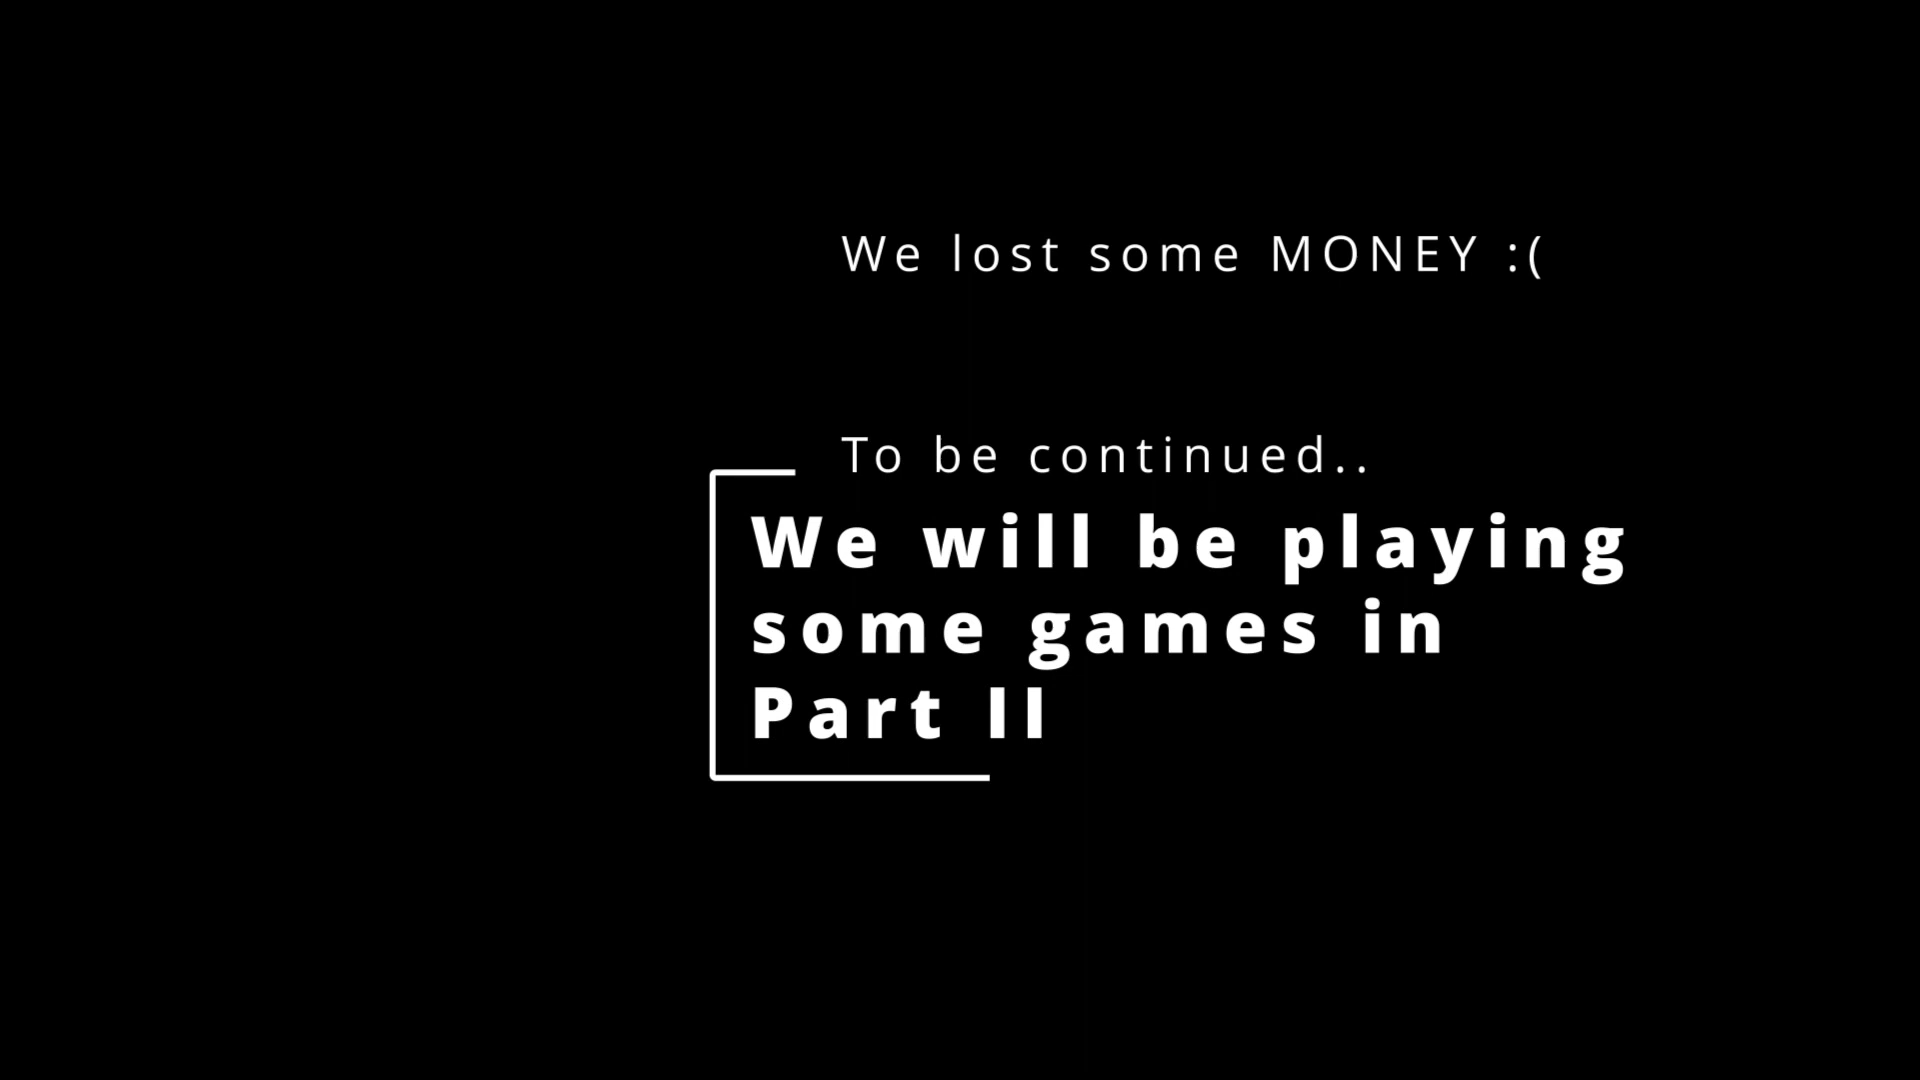 We lost some MONEY :(
To be continued..
We will be playing
some games in
Part II